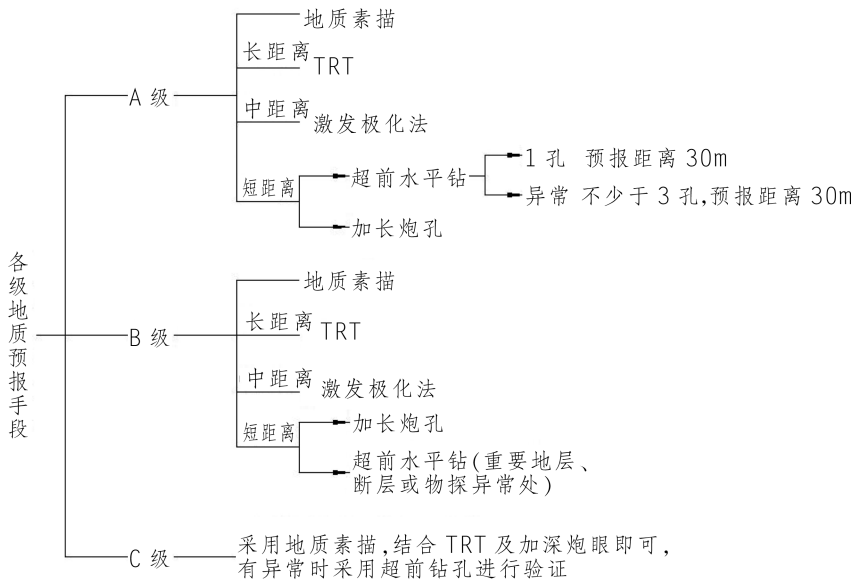 各级地质预报手段
A 级
地质素描
长距离
TRT
中距离
激发极化法
短距离
超前水平钻
1 孔 预报距离 30m
异常 不少于 3 孔,预报距离 30m
加长炮孔
B 级
地质素描
长距离
TRT
中距离
激发极化法
短距离
加长炮孔
超前水平钻(重要地层、
断层或物探异常处)
C 级
采用地质素描,结合 TRT 及加深炮眼即可,
有异常时采用超前钻孔进行验证